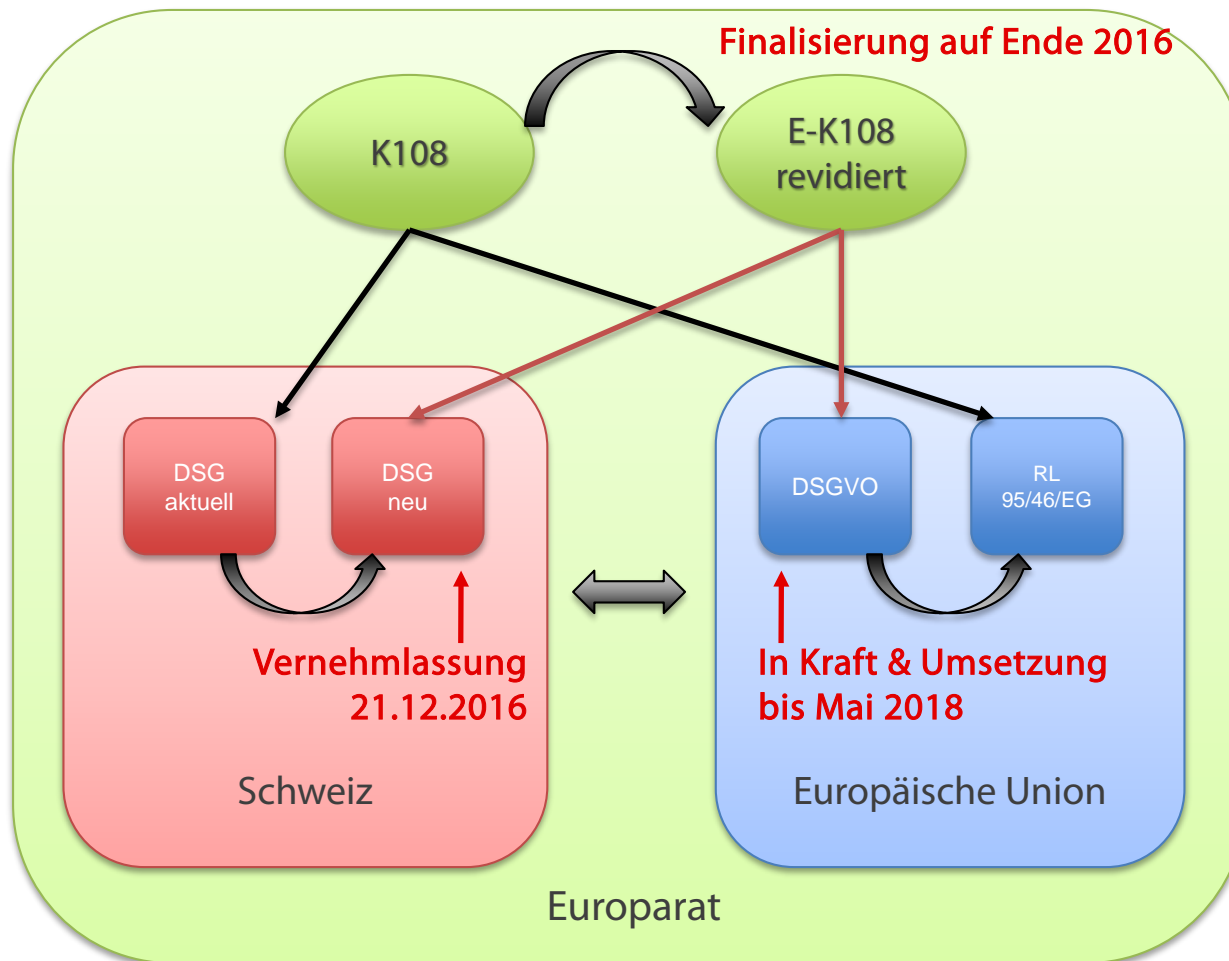 Finalisierung auf Ende 2016
K108
E-K108
revidiert
DSG
aktuell
DSG
neu
DSGVO
RL
95/46/EG
Vernehmlassung
21.12.2016
In Kraft & Umsetzung
bis Mai 2018
Schweiz
Europäische Union
Europarat